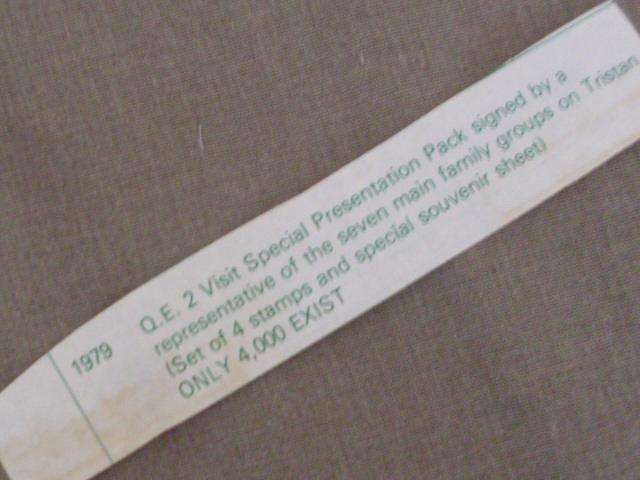 1979
Q.E. 2 Visit Special Presentation Pack signed by a
representative of the seven main family groups on Tristan
(Set of 4 stamps and special souvenir sheet)
ONLY 4,000 EXIST